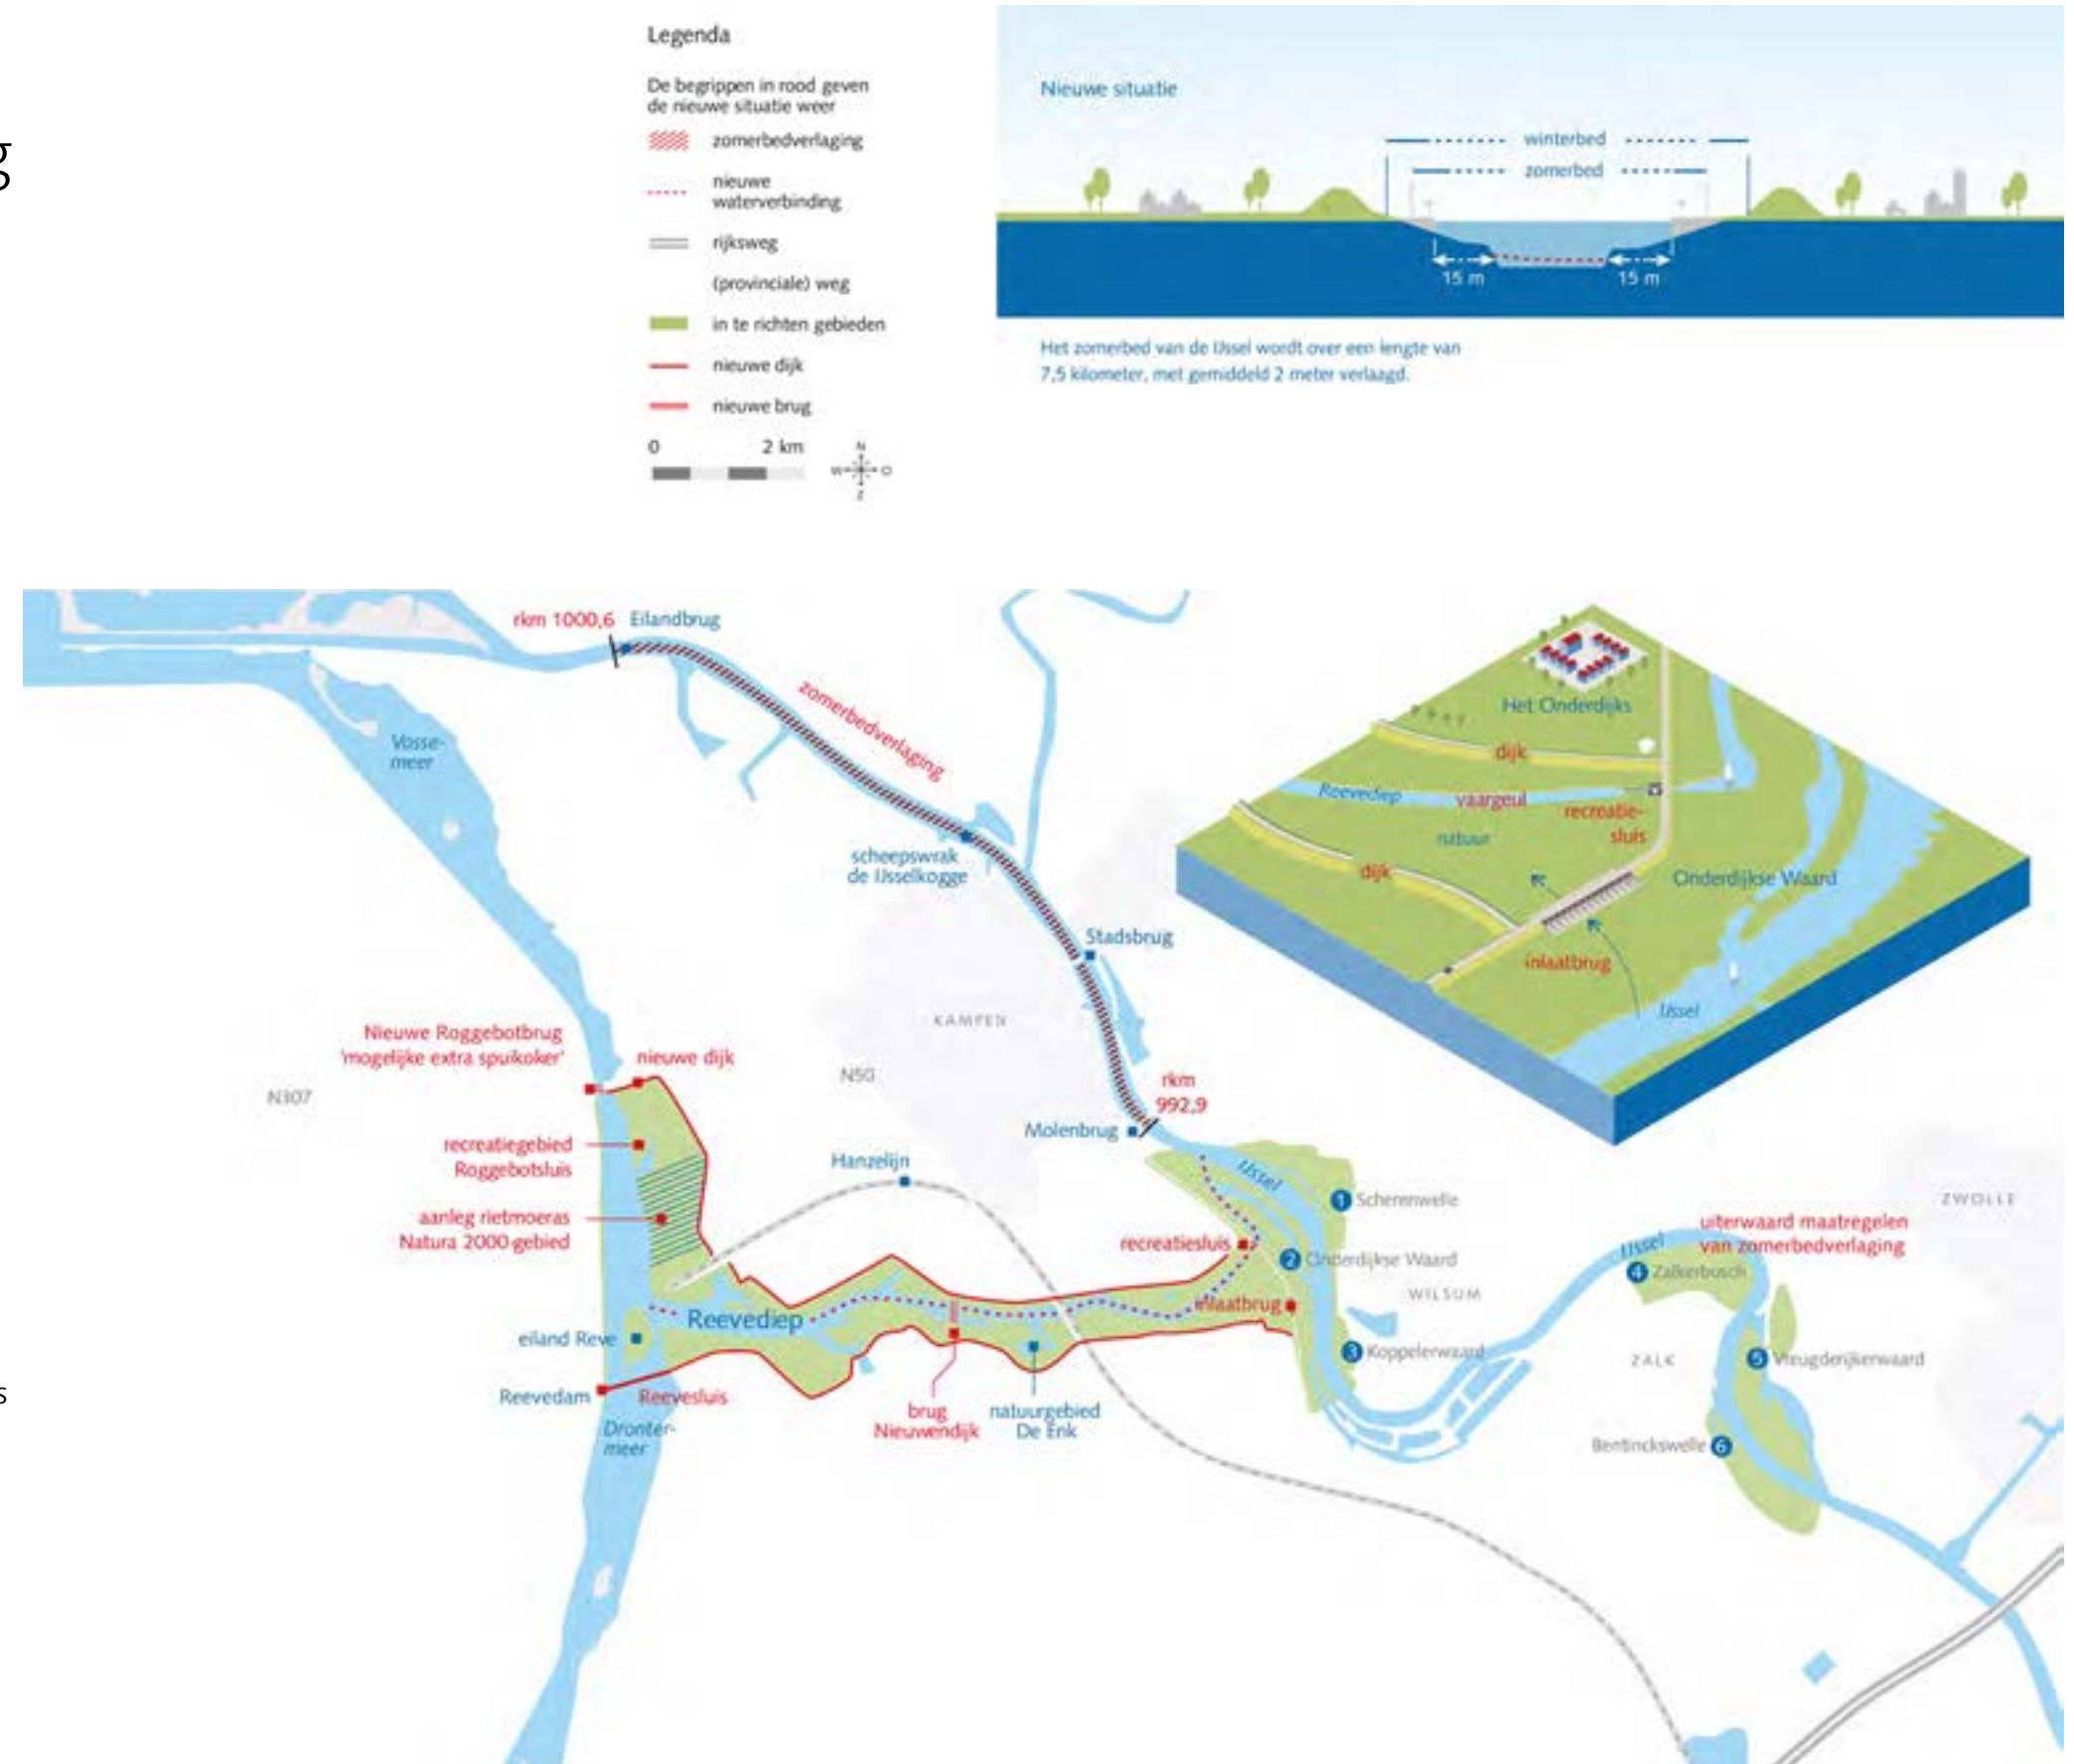 g
s
Legenda
De begrippen in rood geven
de nieuwe situatie weer
zomerbedverlaging
nieuwe
waterverbinding
rijksweg
(provinciale) weg
in te richten gebieden
nieuwe dijk
nieuwe brug
0 2 km
N
W O
Z
Nieuwe situatie
winterbed
zomerbed
15 m 15 m
Het zomerbed van de IJssel wordt over een lengte van
7,5 kilometer, met gemiddeld 2 meter verlaagd.
rkm 1000,6 Eilandbrug
zomerbedverlaging
Vosse-
meer
scheepswrak
de IJsselkogge
Stadsbrug
KAMPEN
N50
N307
Nieuwe Roggebotbrug
'mogelijke extra spuikoker'
nieuwe dijk
rkm
992,9
Molenbrug
recreatiegebied
Roggebotsluis
Hanzelijn
aanleg rietmoeras
Natura 2000-gebied
IJssel
1 Scherenwelle
recreatiesluis
2 Onderdijkse Waard
WILSUM
inlaatbrug
Reevediep
eiland Reve
3 Koppelerwaard
Reevedam
Reevesluis
Dronter-
meer
brug
Nieuwendijk
natuurgebied
De Enk
ZWOLLE
uiterwaard maatregelen
van zomerbedverlaging
IJssel
4 Zalkerbosch
ZALK
5 Vreugderijkerwaard
Bentinckswelle 6
Het Onderdijks
dijk
Reevediep
vaargeul
recreatie-
sluis
natuur
dijk
Onderdijkse Waard
inlaatbrug
IJssel